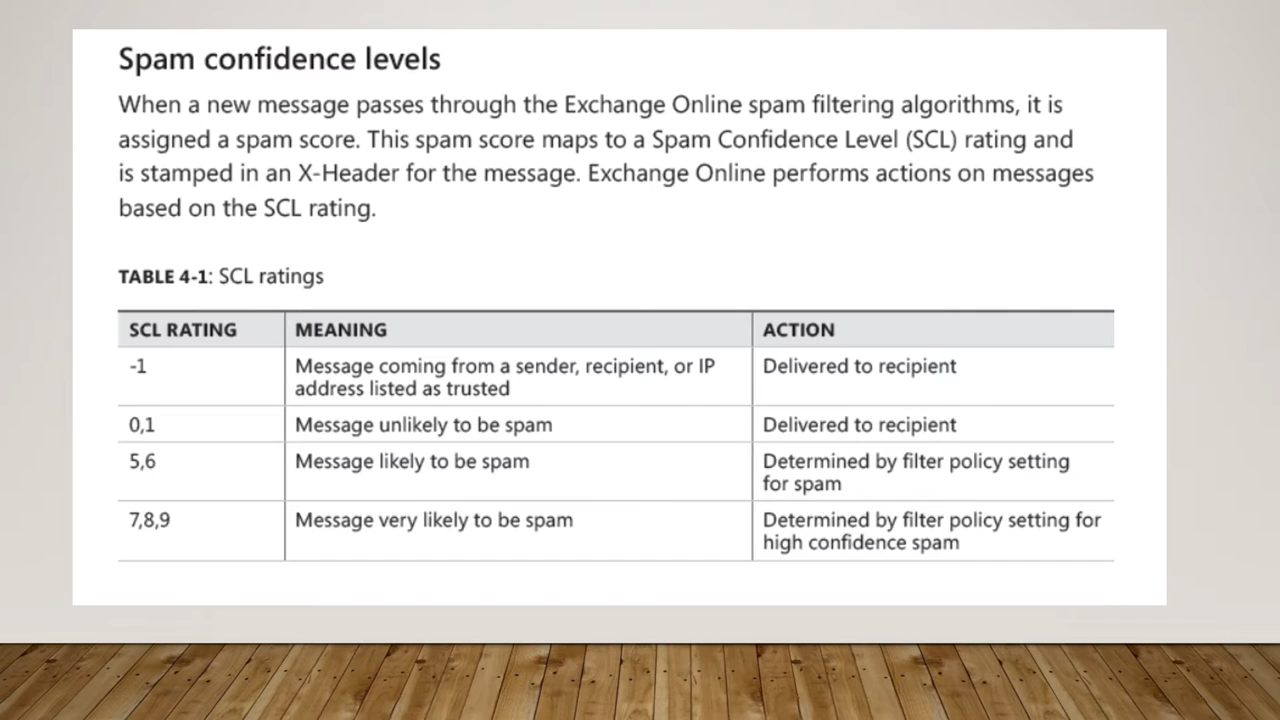 Spam confidence levels
When a new message passes through the Exchange Online spam filtering algorithms, it is
assigned a spam score. This spam score maps to a Spam Confidence Level (SCL) rating and
is stamped in an X-Header for the message. Exchange Online performs actions on messages
based on the SCL rating.
TABLE 4-1: SCL ratings
SCL RATING MEANING ACTION
-1 Message coming from a sender, recipient, or IP Delivered to recipient
address listed as trusted
0,1 Message unlikely to be spam Delivered to recipient
5,6 Message likely to be spam Determined by filter policy setting
for spam
7,8,9 Message very likely to be spam Determined by filter policy setting for
high confidence spam